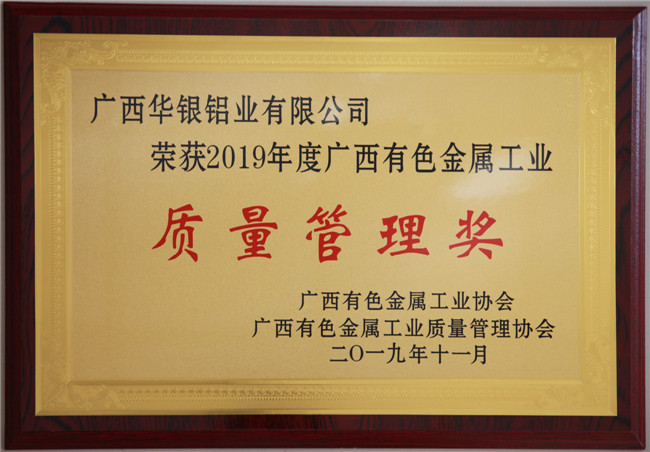 广西华银铝业有限公司
荣获2019年度广西有色金属工业
质量管理奖
广西有色金属工业协会
广西有色金属工业质量管理协会
二〇一九年十一月